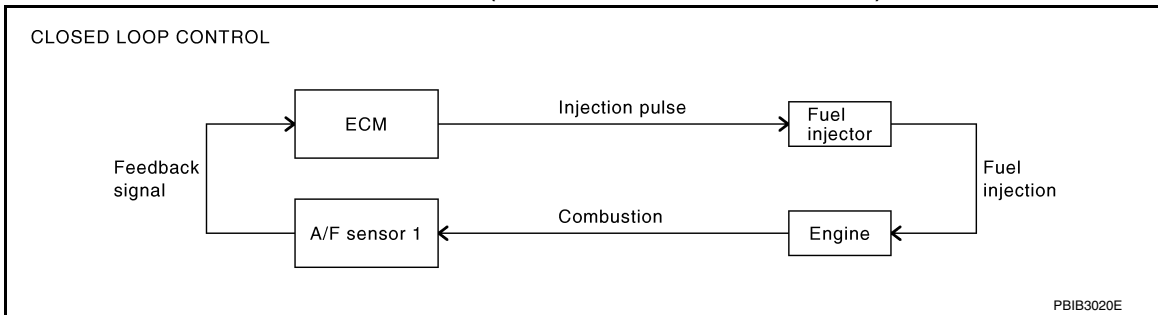 CLOSED LOOP CONTROL
ECM
Injection pulse
Fuel
injector
Feedback
signal
Fuel
injection
A/F sensor 1
Combustion
Engine
PBIB3020E